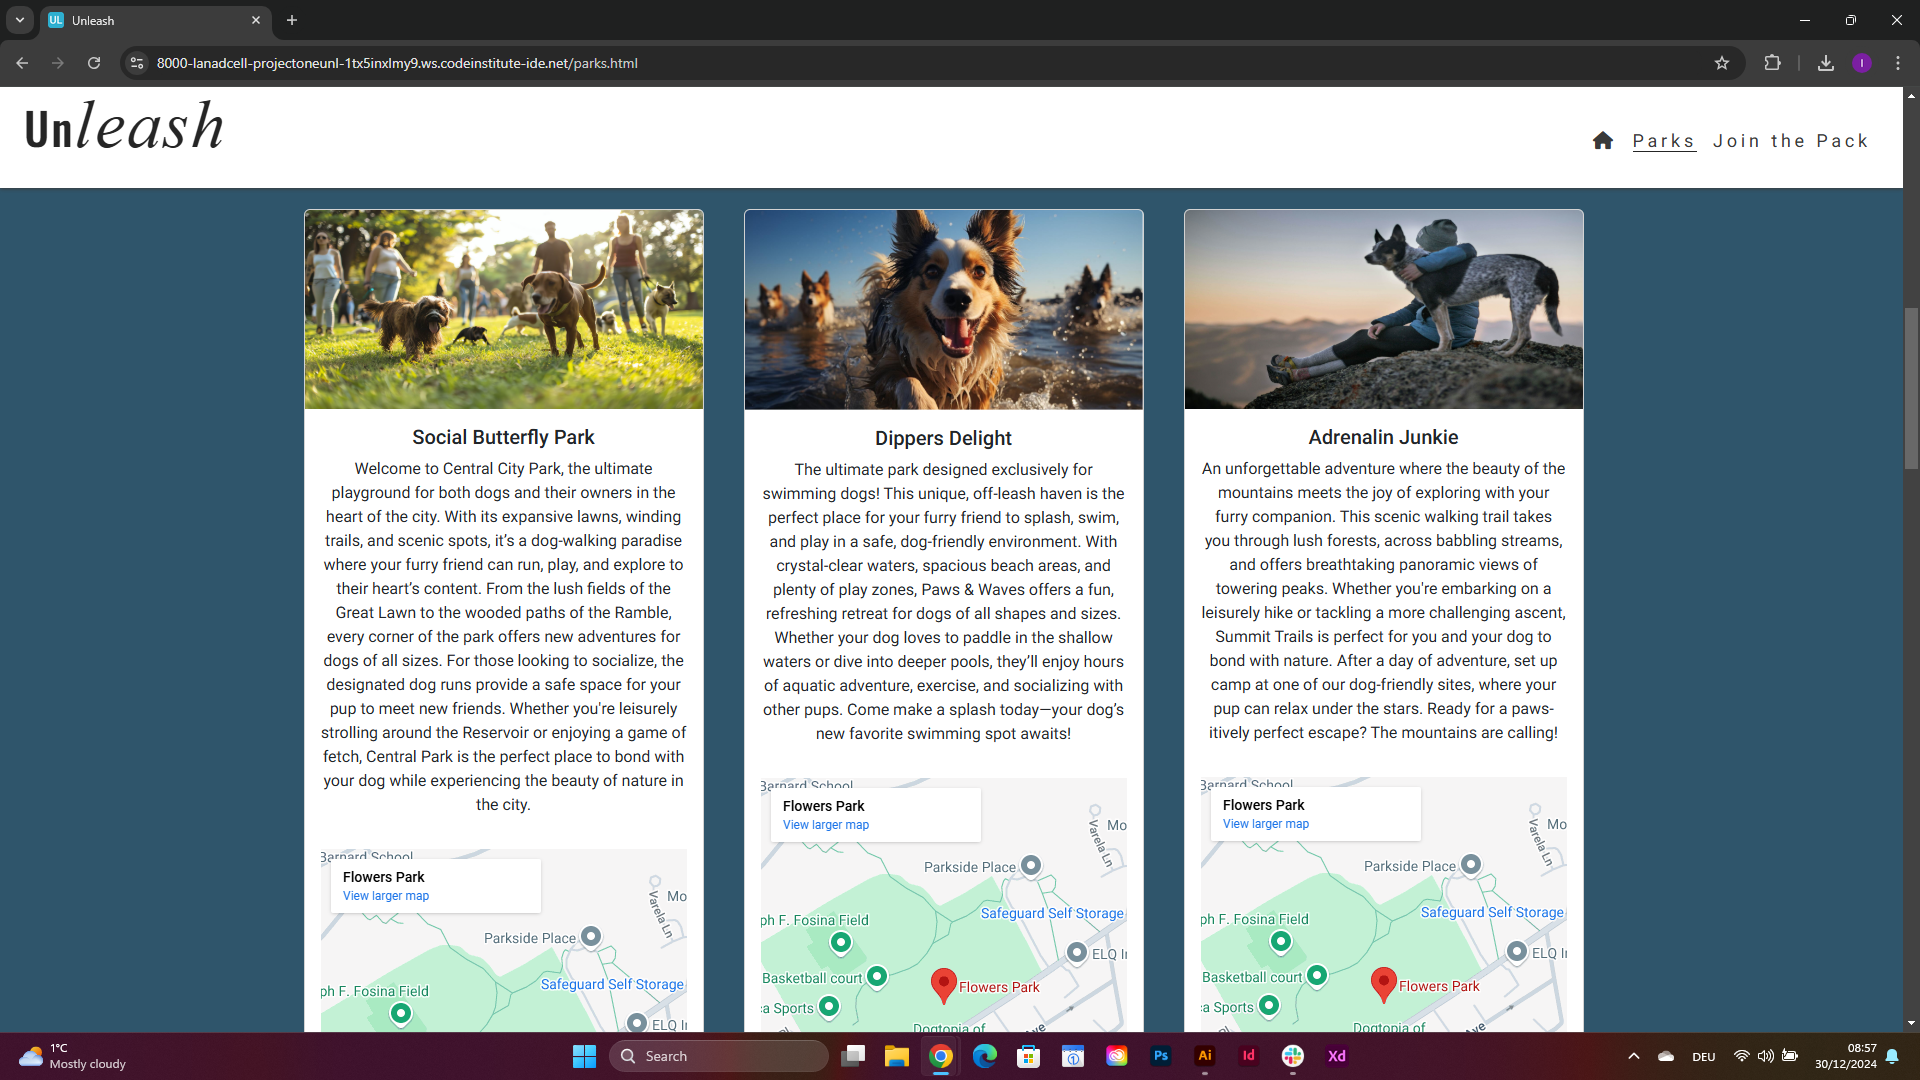 UL Unleash
8000-lanadcell-projectoneunl-1tx5inxlmy9.ws.codeinstitute-ide.net/parks.html
I
Unleash
Parks Join the Pack
Social Butterfly Park
Welcome to Central City Park, the ultimate
playground for both dogs and their owners in the
heart of the city. With its expansive lawns, winding
trails, and scenic spots, it’s a dog-walking paradise
where your furry friend can run, play, and explore to
their heart’s content. From the lush fields of the
Great Lawn to the wooded paths of the Ramble,
every corner of the park offers new adventures for
dogs of all sizes. For those looking to socialize, the
designated dog runs provide a safe space for your
pup to meet new friends. Whether you're leisurely
strolling around the Reservoir or enjoying a game of
fetch, Central Park is the perfect place to bond with
your dog while experiencing the beauty of nature in
the city.
Barnard School
Flowers Park
View larger map
Mo
Varela Ln
Parkside Place
Safeguard Self Storage
ph F. Fosina Field
ELQ I
Dippers Delight
The ultimate park designed exclusively for
swimming dogs! This unique, off-leash haven is the
perfect place for your furry friend to splash, swim,
and play in a safe, dog-friendly environment. With
crystal-clear waters, spacious beach areas, and
plenty of play zones, Paws & Waves offers a fun,
refreshing retreat for dogs of all shapes and sizes.
Whether your dog loves to paddle in the shallow
waters or dive into deeper pools, they’ll enjoy hours
of aquatic adventure, exercise, and socializing with
other pups. Come make a splash today—your dog’s
new favorite swimming spot awaits!
Barnard School
Flowers Park
View larger map
Mo
Varela Ln
Parkside Place
Safeguard Self Storage
ph F. Fosina Field
ELQ I
Basketball court
Flowers Park
ca Sports
Dogtopia of
Ave
Pl
Adrenalin Junkie
An unforgettable adventure where the beauty of the
mountains meets the joy of exploring with your
furry companion. This scenic walking trail takes
you through lush forests, across babbling streams,
and offers breathtaking panoramic views of
towering peaks. Whether you're embarking on a
leisurely hike or tackling a more challenging ascent,
Summit Trails is perfect for you and your dog to
bond with nature. After a day of adventure, set up
camp at one of our dog-friendly sites, where your
pup can relax under the stars. Ready for a paws-
itively perfect escape? The mountains are calling!
Barnard School
Flowers Park
View larger map
Mo
Varela Ln
Parkside Place
Safeguard Self Storage
ph F. Fosina Field
ELQ I
Basketball court
Flowers Park
ca Sports
Dogtopia of
Ave
Pl
1°C
Mostly cloudy
Search
Ps
Ai
Id
Xd
DEU
08:57
30/12/2024